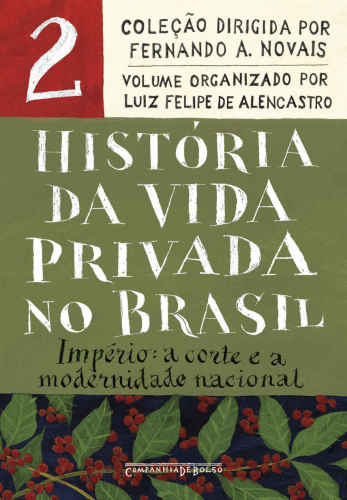 2
COLEÇÃO DIRIGIDA POR
FERNANDO A. NOVAIS
VOLUME ORGANIZADO POR
LUIZ FELIPE DE ALENCASTRO
HISTÓRIA
DA VIDA
PRIVADA
NO BRASIL
Império: a corte e a
modernidade nacional
COMPANHIA DE BOLSO